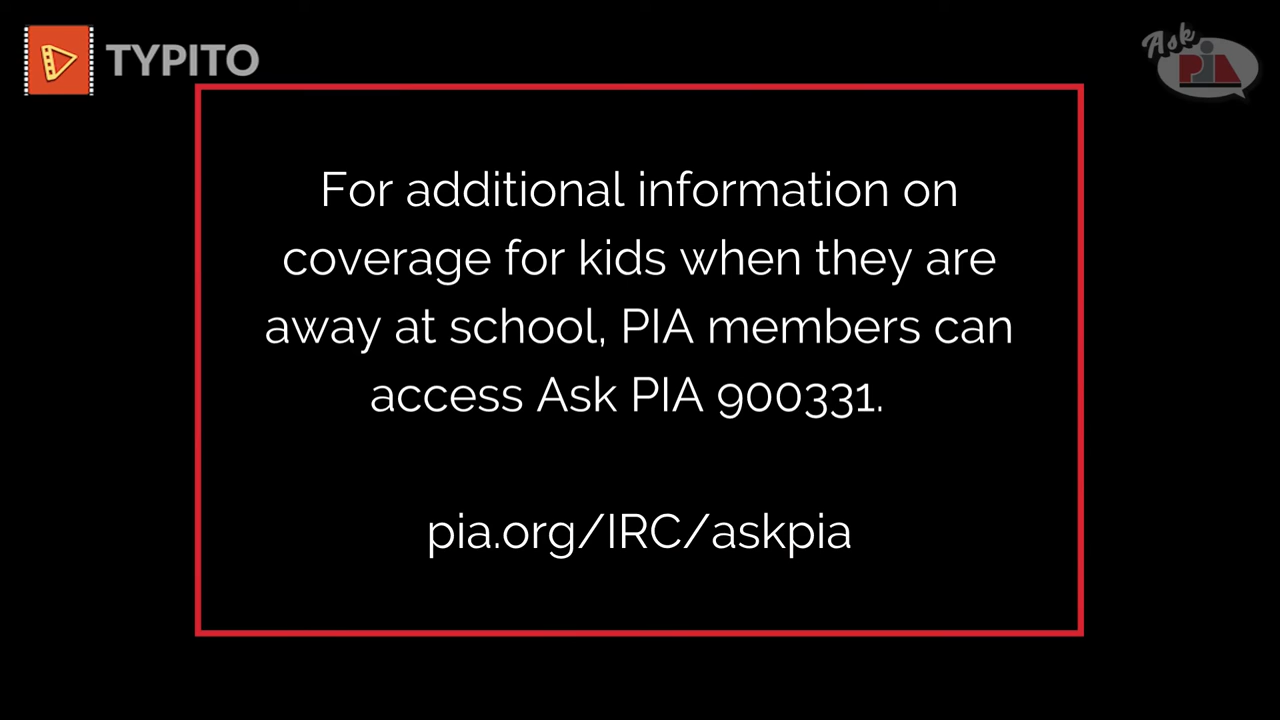 TYPITO
Ask
PIA
For additional information on
coverage for kids when they are
away at school, PIA members can
access Ask PIA 900331.
pia.org/IRC/askpia